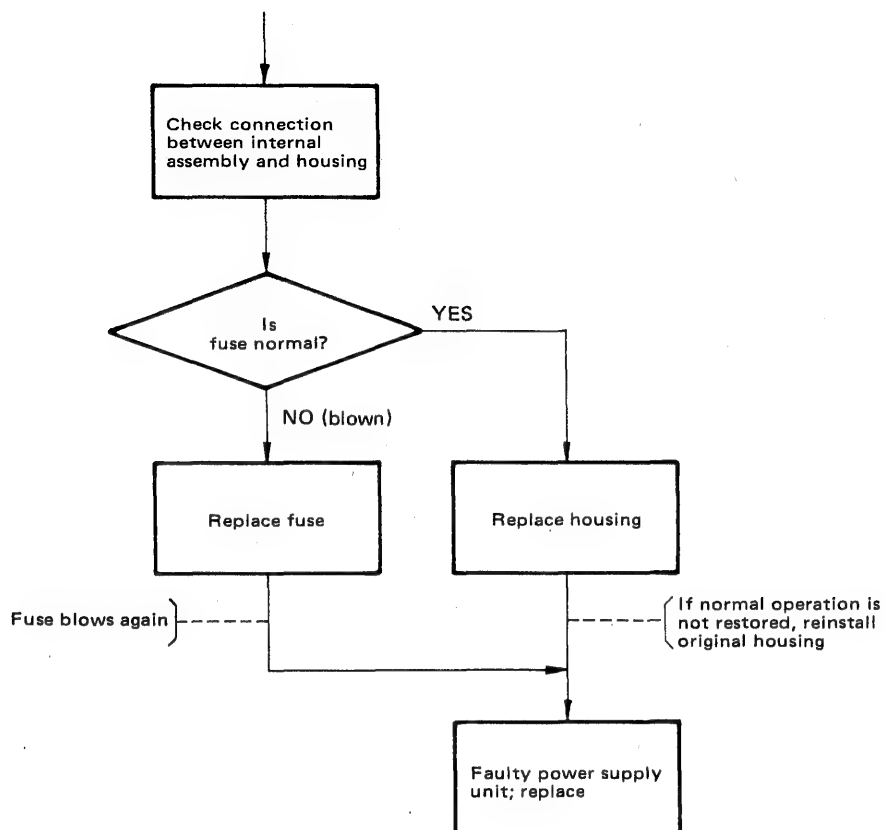 Check connection
between internal
assembly and housing
Is
fuse normal?
YES
NO (blown)
Replace fuse
Replace housing
Fuse blows again
If normal operation is
not restored, reinstall
original housing
Faulty power supply
unit; replace